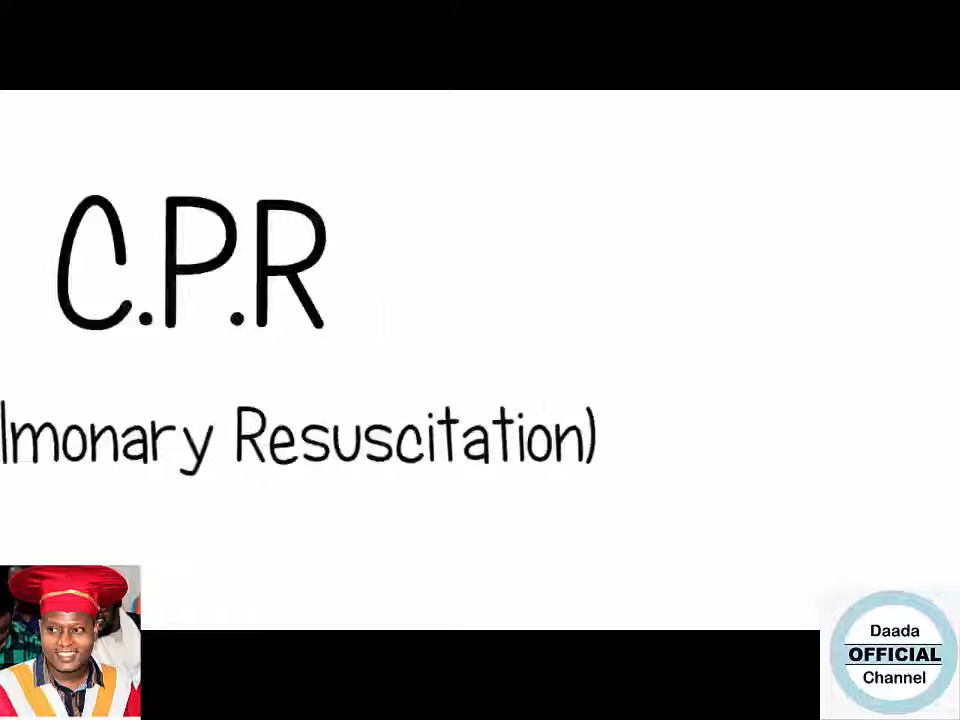 C.P.R
lmonary Resuscitation)
Daada
OFFICIAL
Channel